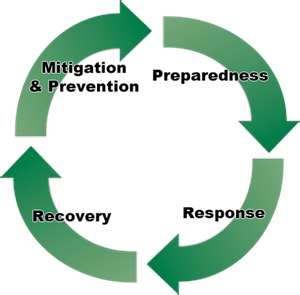 Mitigation
& Prevention
Preparedness
Response
Recovery